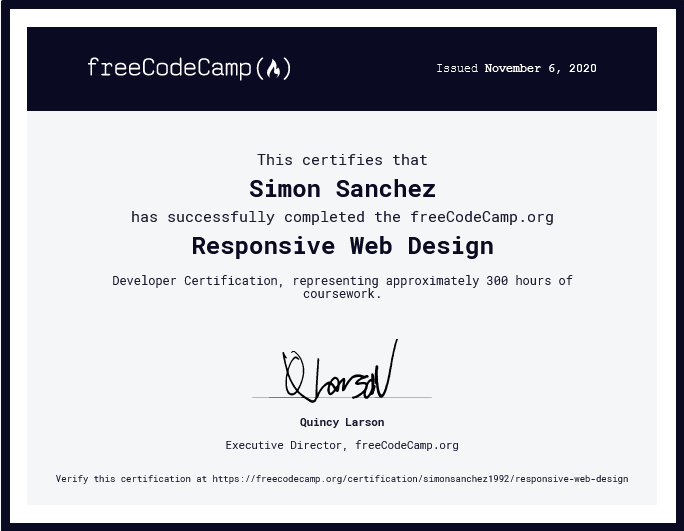 freeCodeCamp(🔥)
Issued November 6, 2020
This certifies that
Simon Sanchez
has successfully completed the freeCodeCamp.org
Responsive Web Design
Developer Certification, representing approximately 300 hours of
coursework.
Q Larson
Quincy Larson
Executive Director, freeCodeCamp.org
Verify this certification at https://freecodecamp.org/certification/simonsanchez1992/responsive-web-design